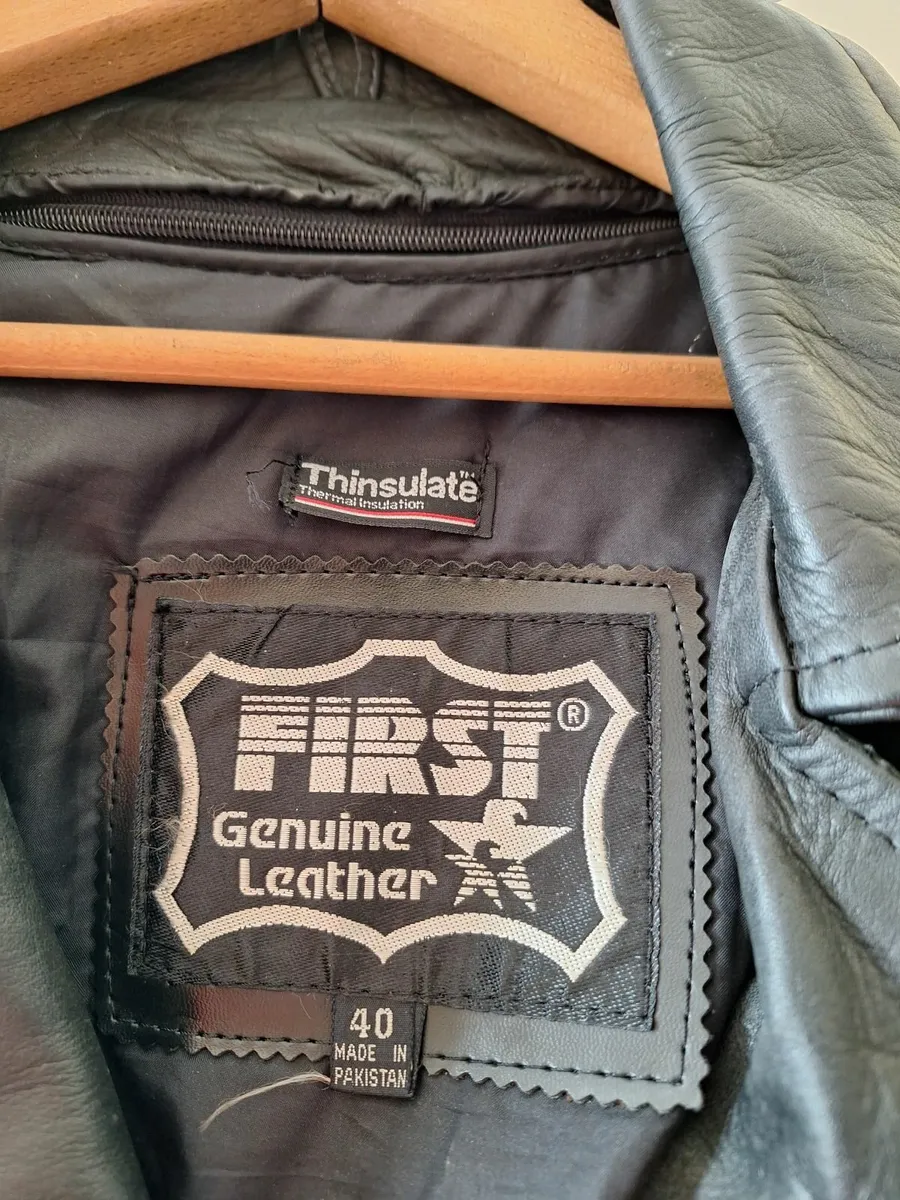 Thinsulate™
Thermal Insulation
FIRST®
Genuine
Leather
40
MADE IN
PAKISTAN